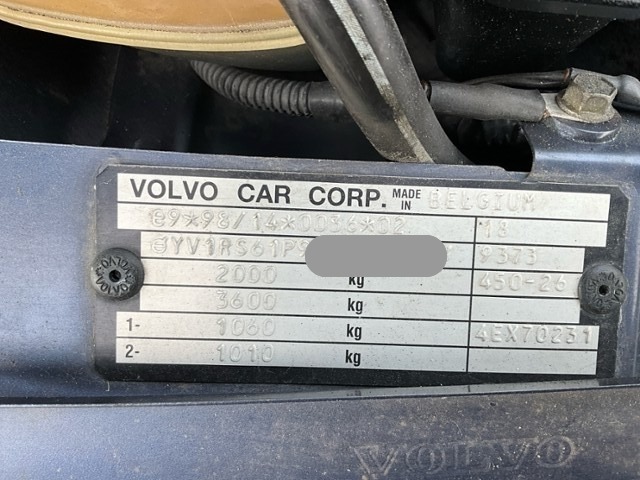 VOLVO CAR CORP. MADE IN BELGIUM
e9*98/14*0036*02 18
YV1RS61P 9373
2000 kg 450-26
3600 kg
1- 1060 kg 4EX70231
2- 1010 kg
VOLVO